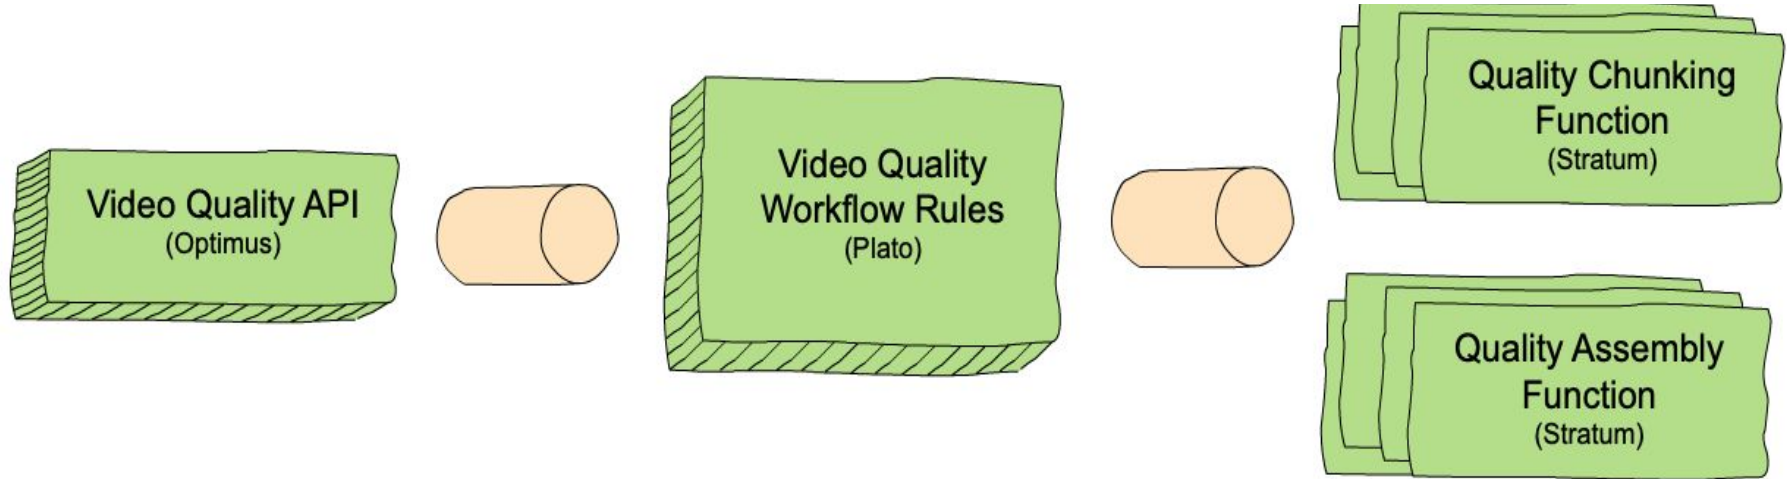 Video Quality API
(Optimus)
Video Quality
Workflow Rules
(Plato)
Quality Chunking
Function
(Stratum)
Quality Assembly
Function
(Stratum)